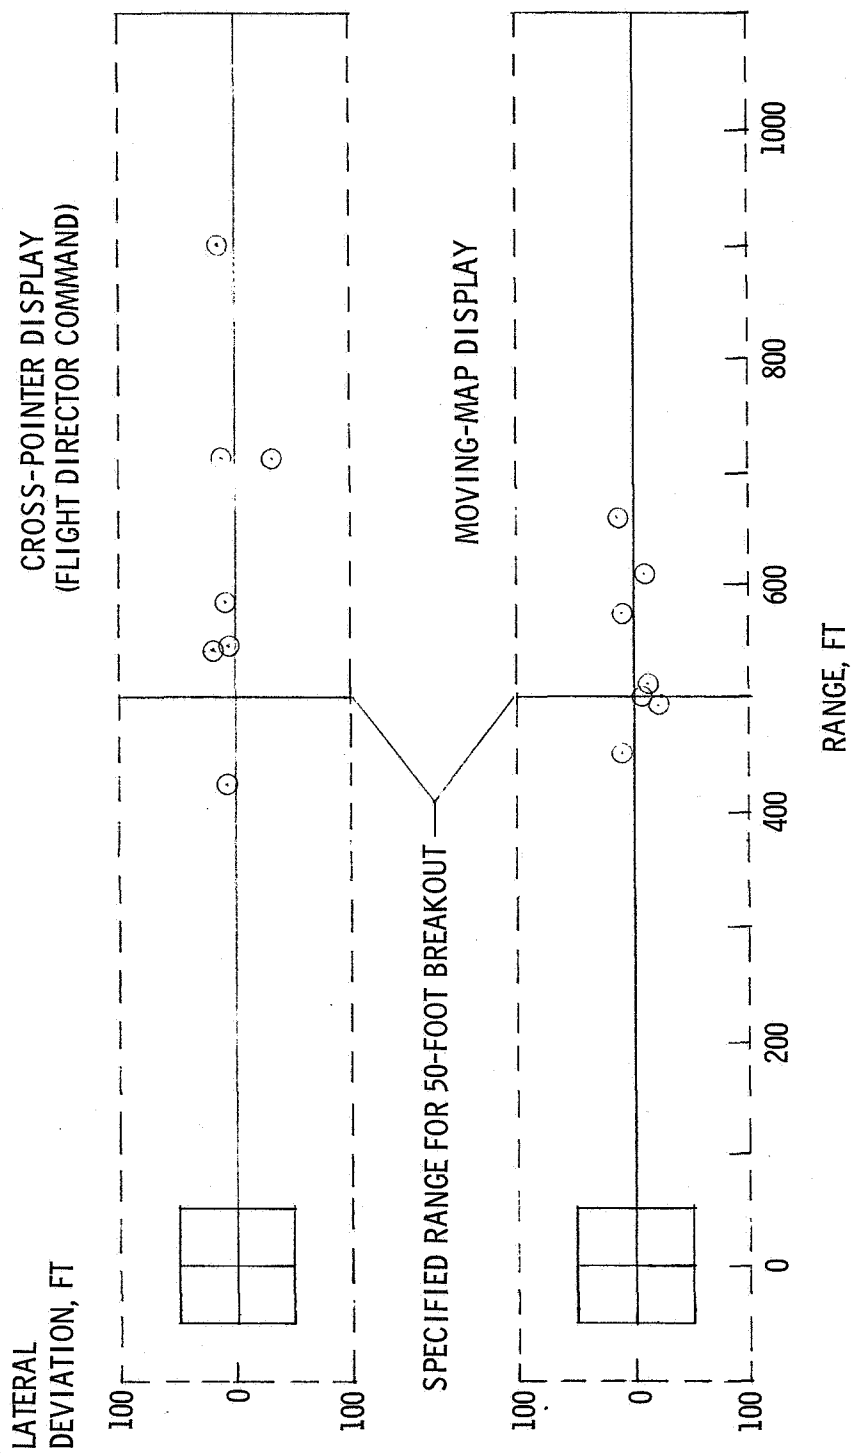 LATERAL
DEVIATION, FT
CROSS-POINTER DISPLAY
(FLIGHT DIRECTOR COMMAND)
100
0
100
SPECIFIED RANGE FOR 50-FOOT BREAKOUT
MOVING-MAP DISPLAY
100
0
100
0
200
400
600
800
1000
RANGE, FT